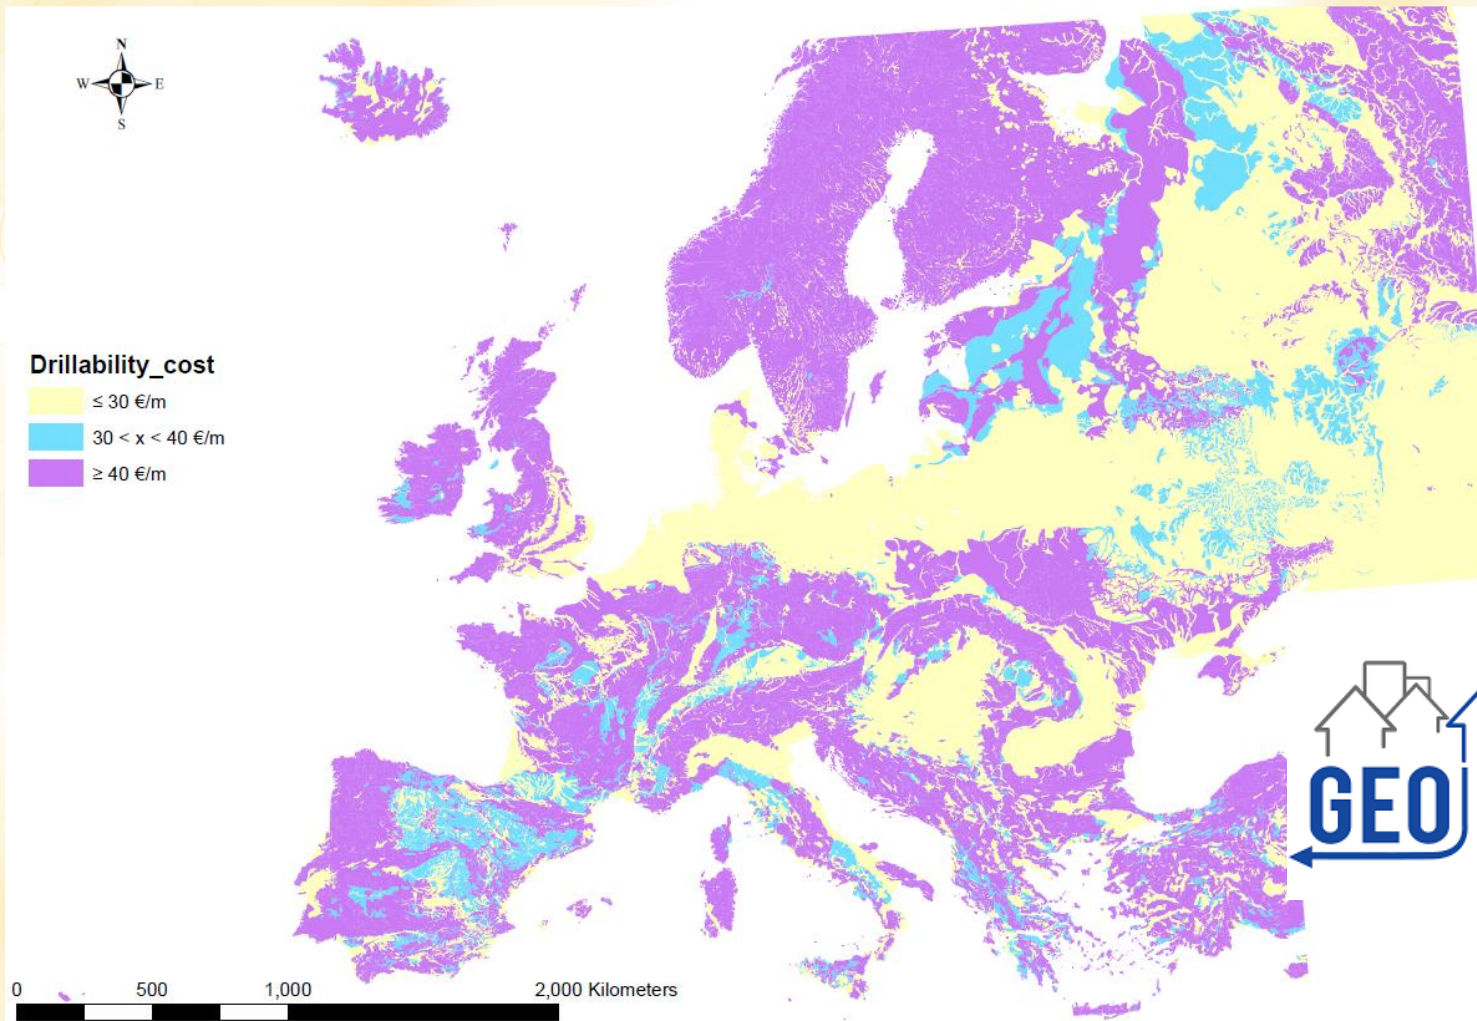 N
W E
S
Drillability_cost
≤ 30 €/m
30 < x < 40 €/m
≥ 40 €/m
GEO
0 500 1,000 2,000 Kilometers